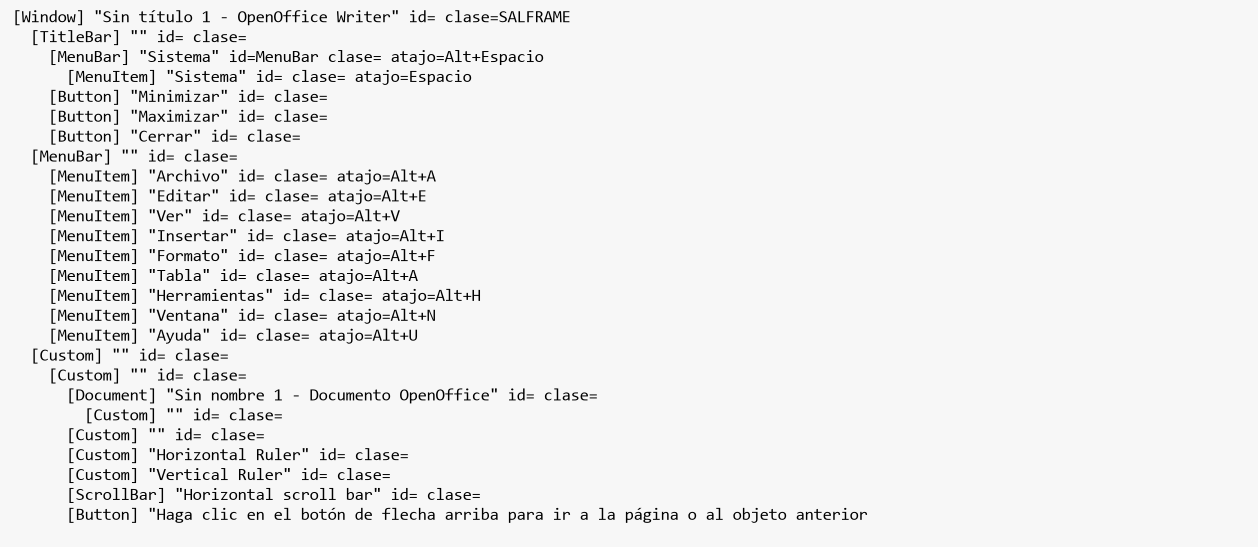 [Window] "Sin título 1 - OpenOffice Writer" id= clase=SALFRAME
[TitleBar] "" id= clase=
[MenuBar] "Sistema" id=MenuBar clase= atajo=Alt+Espacio
[MenuItem] "Sistema" id= clase= atajo=Espacio
[Button] "Minimizar" id= clase=
[Button] "Maximizar" id= clase=
[Button] "Cerrar" id= clase=
[MenuBar] "" id= clase=
[MenuItem] "Archivo" id= clase= atajo=Alt+A
[MenuItem] "Editar" id= clase= atajo=Alt+E
[MenuItem] "Ver" id= clase= atajo=Alt+V
[MenuItem] "Insertar" id= clase= atajo=Alt+I
[MenuItem] "Formato" id= clase= atajo=Alt+F
[MenuItem] "Tabla" id= clase= atajo=Alt+A
[MenuItem] "Herramientas" id= clase= atajo=Alt+H
[MenuItem] "Ventana" id= clase= atajo=Alt+N
[MenuItem] "Ayuda" id= clase= atajo=Alt+U
[Custom] "" id= clase=
[Custom] "" id= clase=
[Document] "Sin nombre 1 - Documento OpenOffice" id= clase=
[Custom] "" id= clase=
[Custom] "" id= clase=
[Custom] "Horizontal Ruler" id= clase=
[Custom] "Vertical Ruler" id= clase=
[ScrollBar] "Horizontal scroll bar" id= clase=
[Button] "Haga clic en el botón de flecha arriba para ir a la página o al objeto anterior